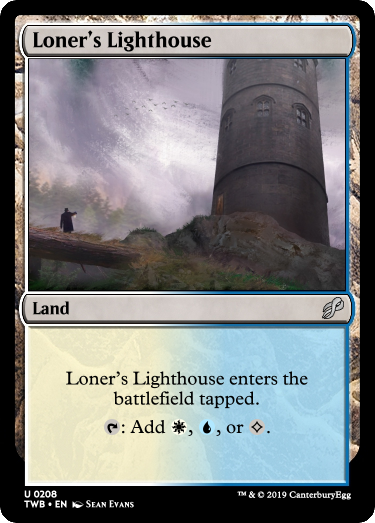 Loner's Lighthouse
Land
Loner's Lighthouse enters the
battlefield tapped.
: Add , , or .
U 0208
TWB • EN Sean Evans
™ & © 2019 CanterburyEgg